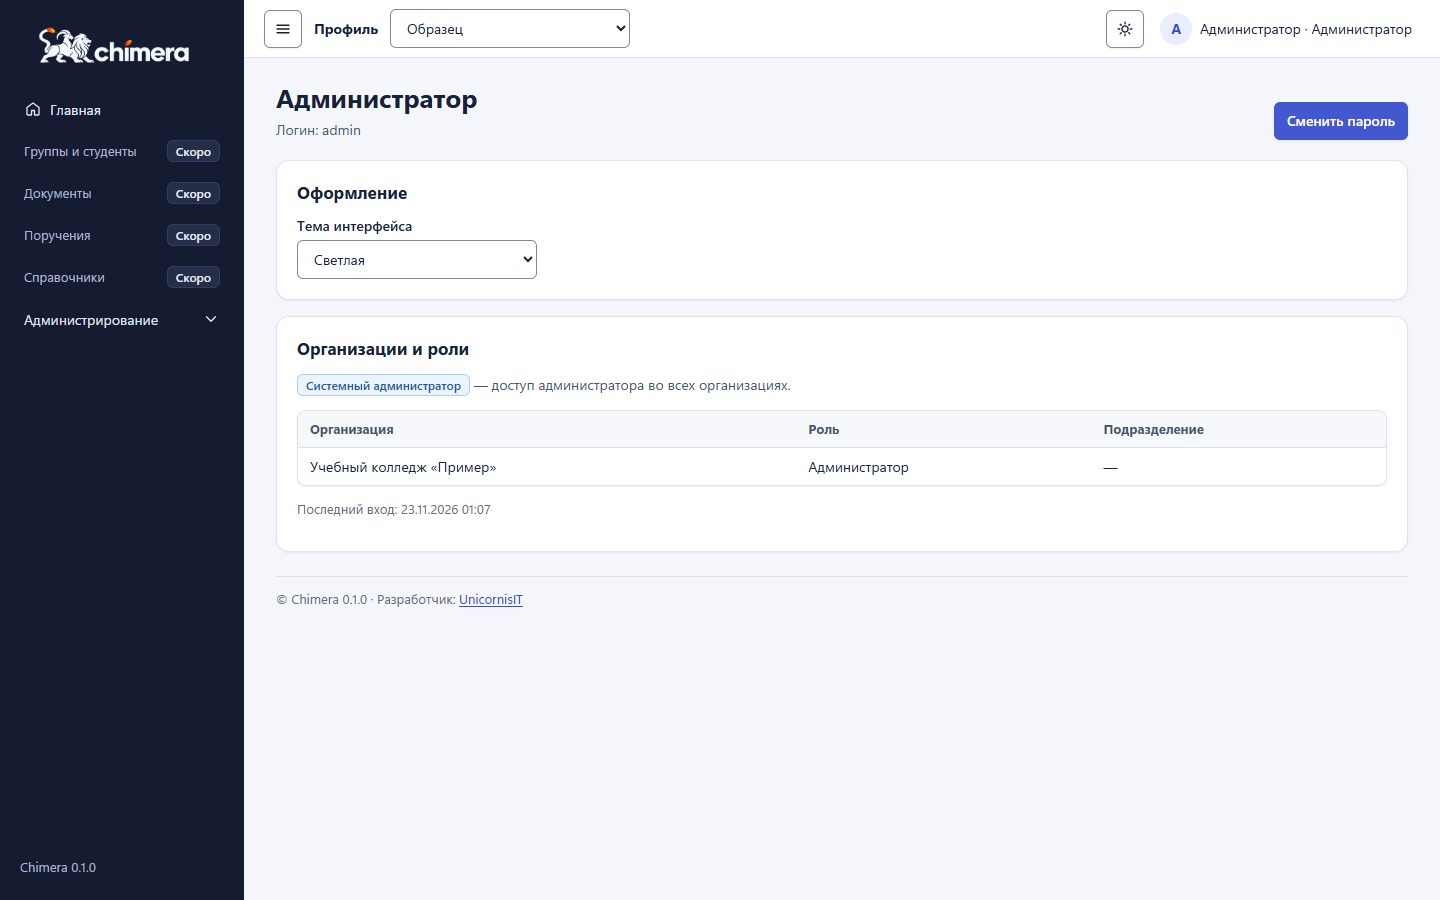 chimera
Главная
Группы и студенты Скоро
Документы Скоро
Поручения Скоро
Справочники Скоро
Администрирование
Chimera 0.1.0
Профиль Образец
А Администратор · Администратор
Администратор
Логин: admin
Сменить пароль
Оформление
Тема интерфейса
Светлая
Организации и роли
Системный администратор — доступ администратора во всех организациях.
Организация Роль Подразделение
Учебный колледж «Пример» Администратор —
Последний вход: 23.11.2026 01:07
© Chimera 0.1.0 · Разработчик: UnicornisIT